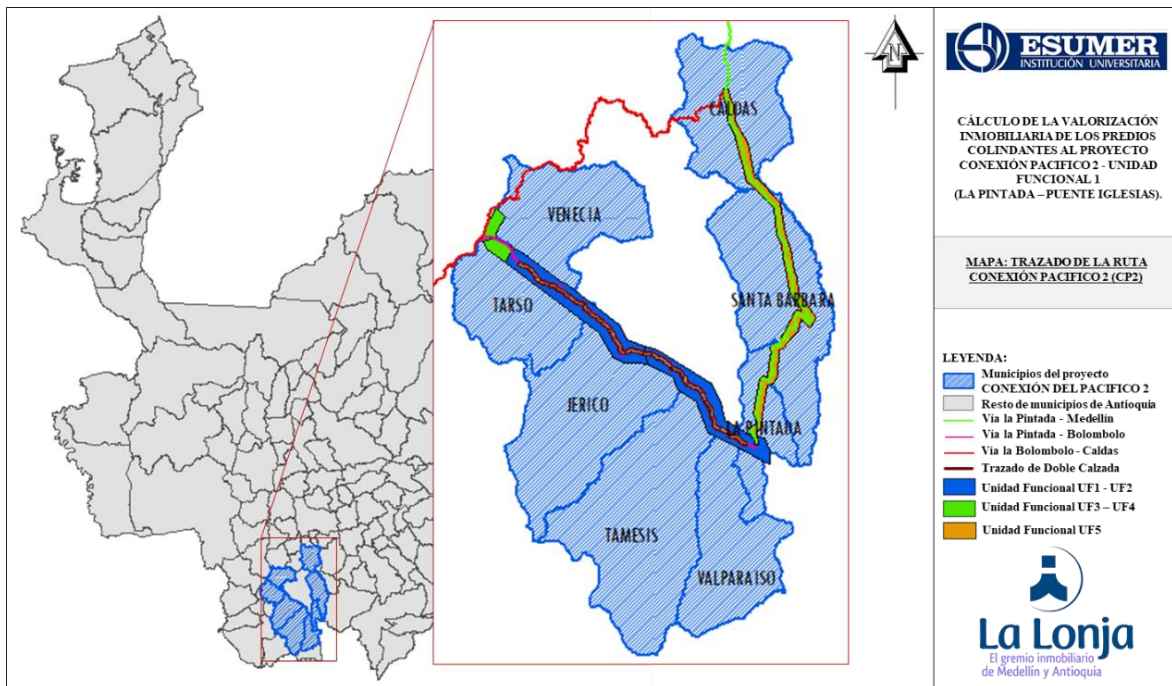 N
CALDAS
VENECIA
TARSO
SANTA BARBARA
JERICO
LA PINTADA
TAMESIS
VALPARAISO
ESUMER
INSTITUCIÓN UNIVERSITARIA
CÁLCULO DE LA VALORIZACIÓN
INMOBILIARIA DE LOS PREDIOS
COLINDANTES AL PROYECTO
CONEXIÓN PACIFICO 2 - UNIDAD
FUNCIONAL 1
(LA PINTADA – PUENTE IGLESIAS).
MAPA: TRAZADO DE LA RUTA
CONEXIÓN PACIFICO 2 (CP2)
LEYENDA:
Municipios del proyecto
CONEXIÓN DEL PACIFICO 2
Resto de municipios de Antioquia
Vía la Pintada - Medellín
Vía la Pintada - Bolombolo
Vía la Bolombolo - Caldas
Trazado de Doble Calzada
Unidad Funcional UF1 - UF2
Unidad Funcional UF3 – UF4
Unidad Funcional UF5
La Lonja
El gremio inmobiliario
de Medellín y Antioquia